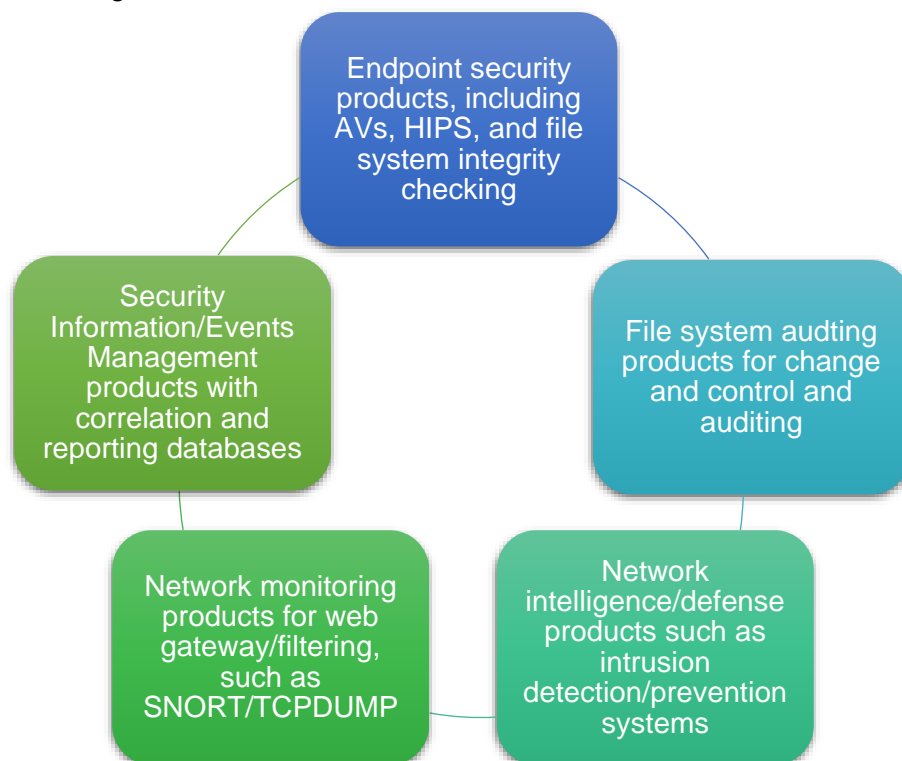 Endpoint security
products, including
AVs, HIPS, and file
system integrity
checking
File system audting
products for change
and control and
auditing
Network
intelligence/defense
products such as
intrusion
detection/prevention
systems
Network monitoring
products for web
gateway/filtering,
such as
SNORT/TCPDUMP
Security
Information/Events
Management
products with
correlation and
reporting databases